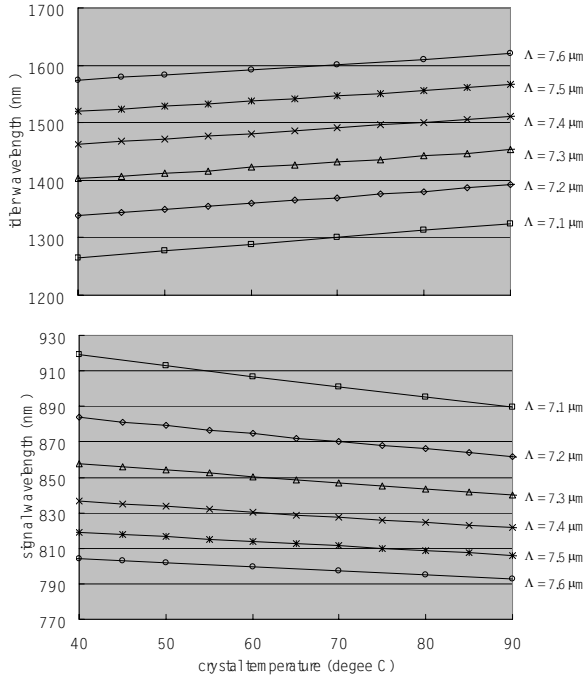 1700
1600
1500
1400
1300
1200
idler wavelength (nm)
Λ = 7.6 μm
Λ = 7.5 μm
Λ = 7.4 μm
Λ = 7.3 μm
Λ = 7.2 μm
Λ = 7.1 μm
930
910
890
870
850
830
810
790
770
signal wavelength (nm)
Λ = 7.1 μm
Λ = 7.2 μm
Λ = 7.3 μm
Λ = 7.4 μm
Λ = 7.5 μm
Λ = 7.6 μm
40 50 60 70 80 90
crystal temperature (degee C)